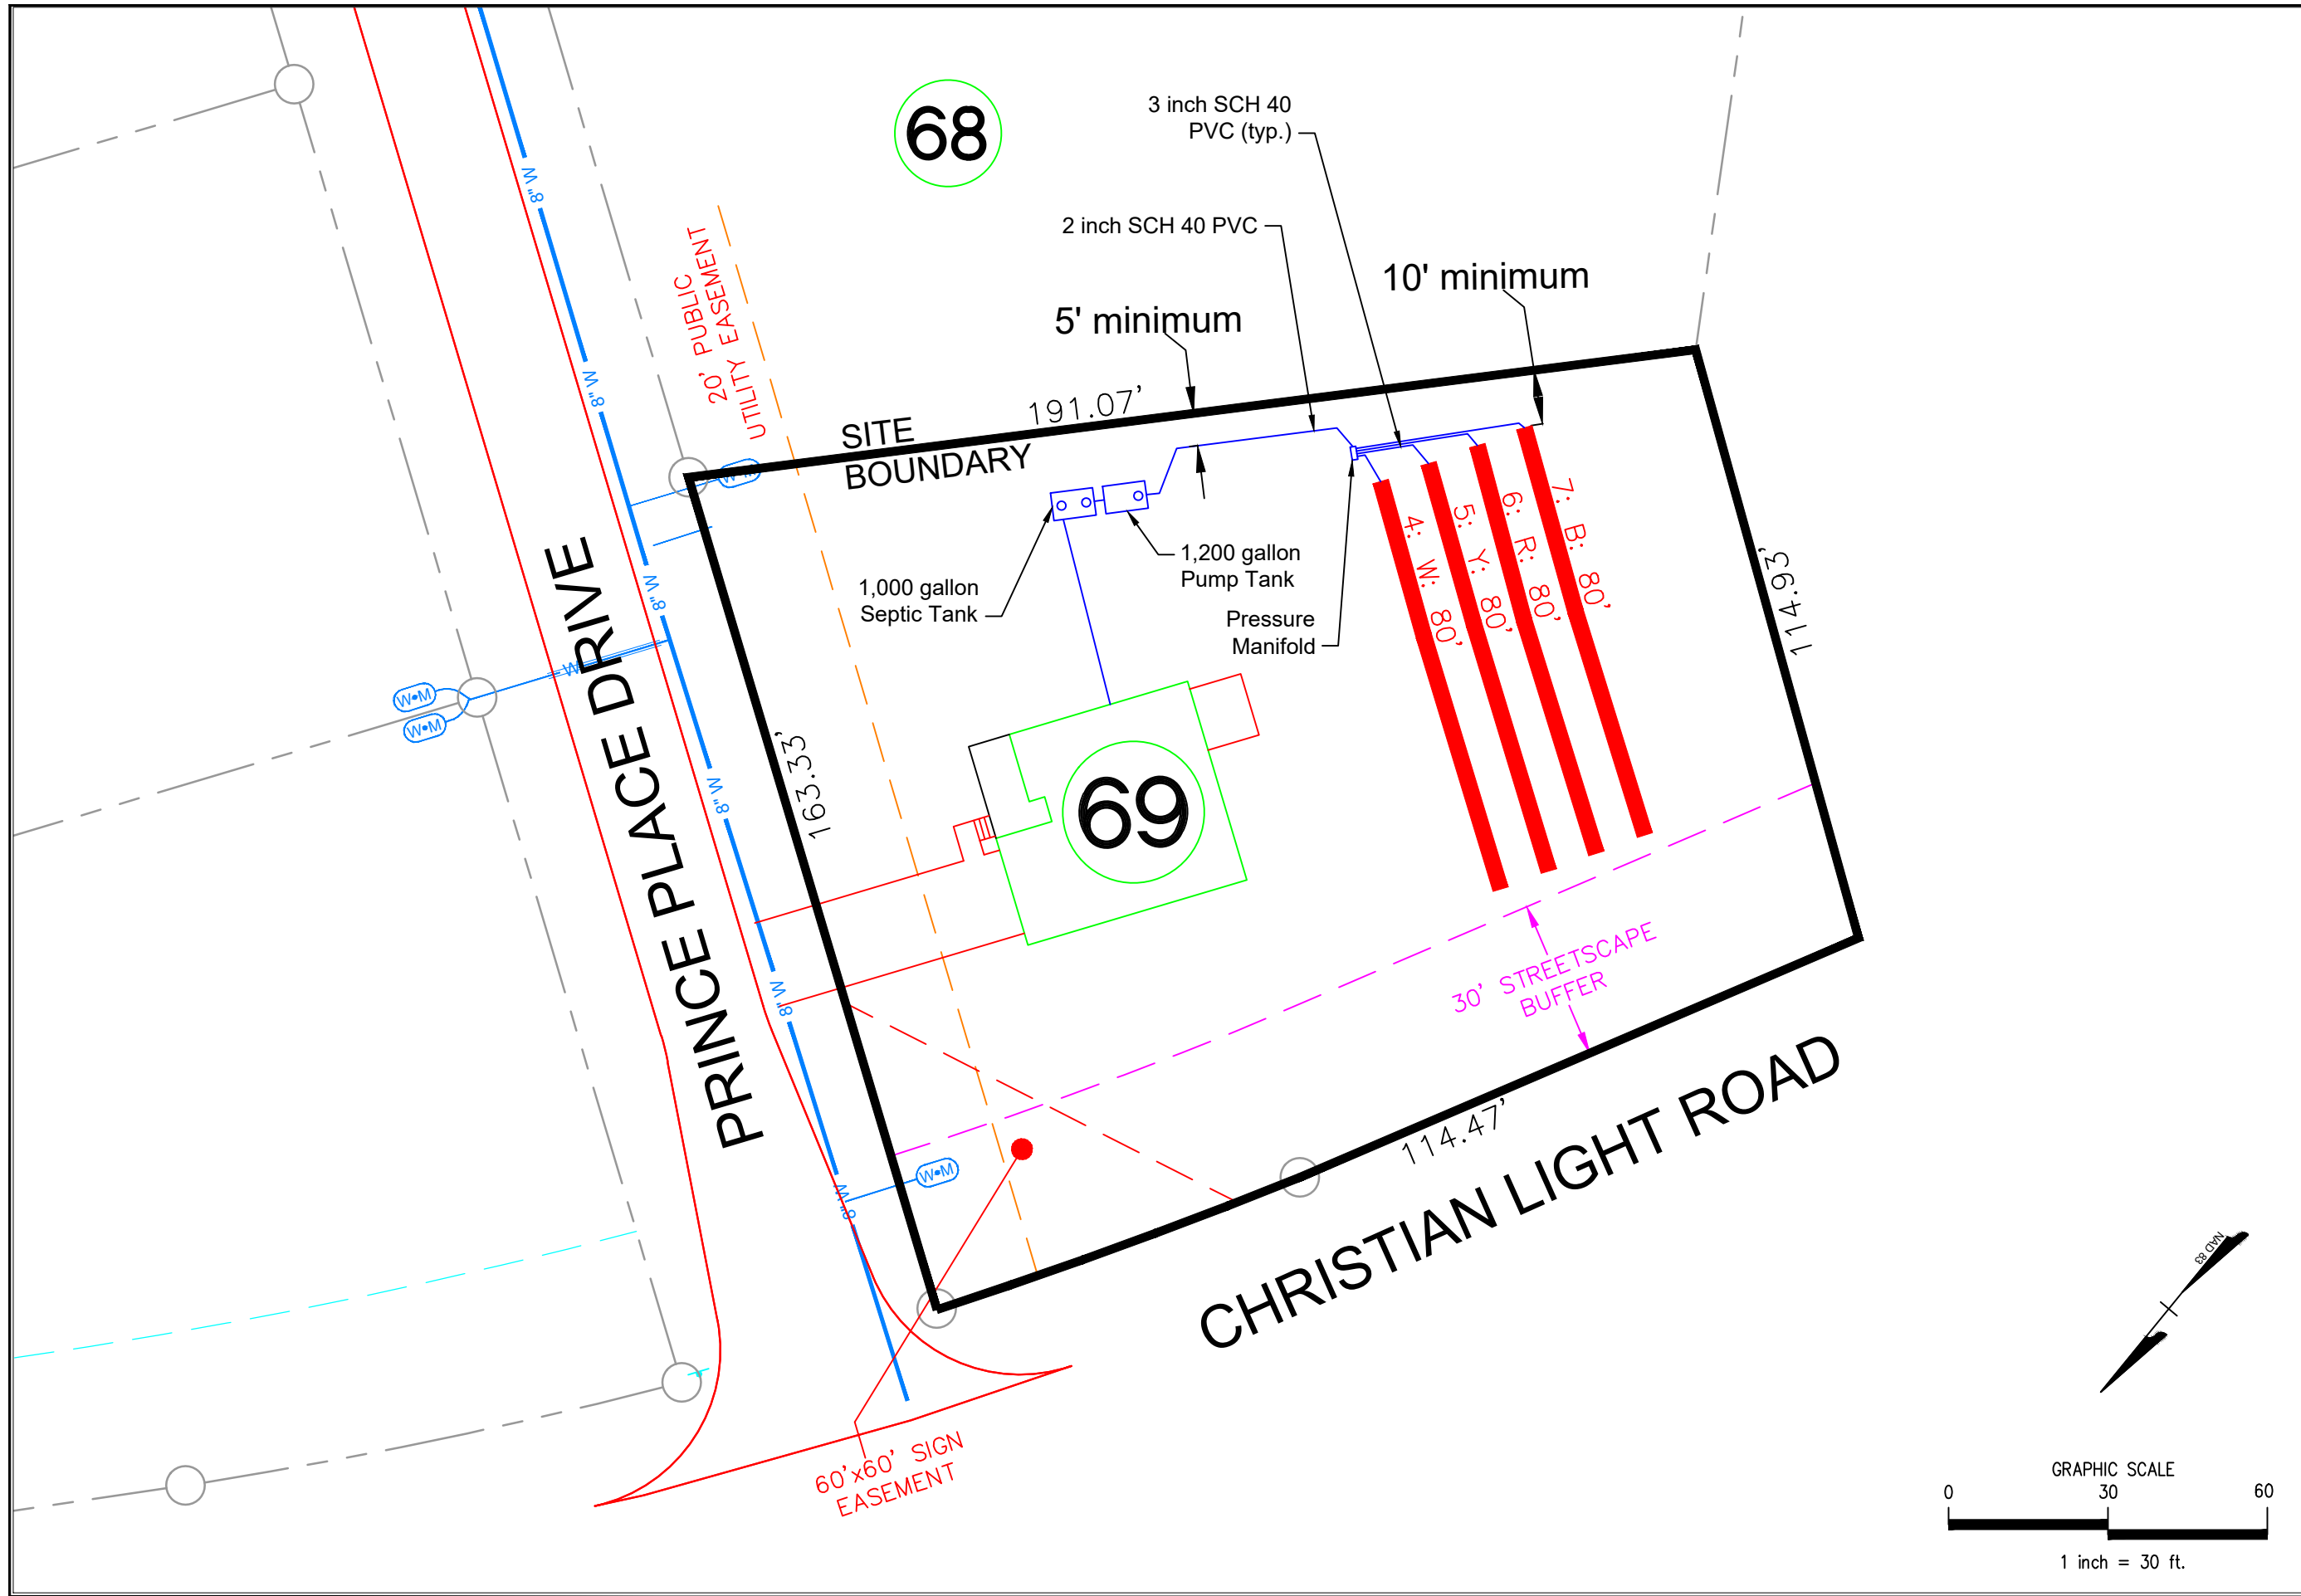 68
3 inch SCH 40
PVC (typ.)
2 inch SCH 40 PVC
10' minimum
5' minimum
20' PUBLIC
UTILITY EASEMENT
8" W
8" W
8" W
8" W
8" W
8" W
SITE
BOUNDARY
191.07'
W•M
W
W•M
W•M
1,000 gallon
Septic Tank
1,200 gallon
Pump Tank
Pressure
Manifold
4: W: 80'
5: Y: 80'
6: R: 80'
7: B: 80'
114.93'
163.33'
69
PRINCE PLACE DRIVE
30' STREETSCAPE
BUFFER
W•M
114.47'
CHRISTIAN LIGHT ROAD
60'x60' SIGN
EASEMENT
NAD 83
GRAPHIC SCALE
0 30 60
1 inch = 30 ft.